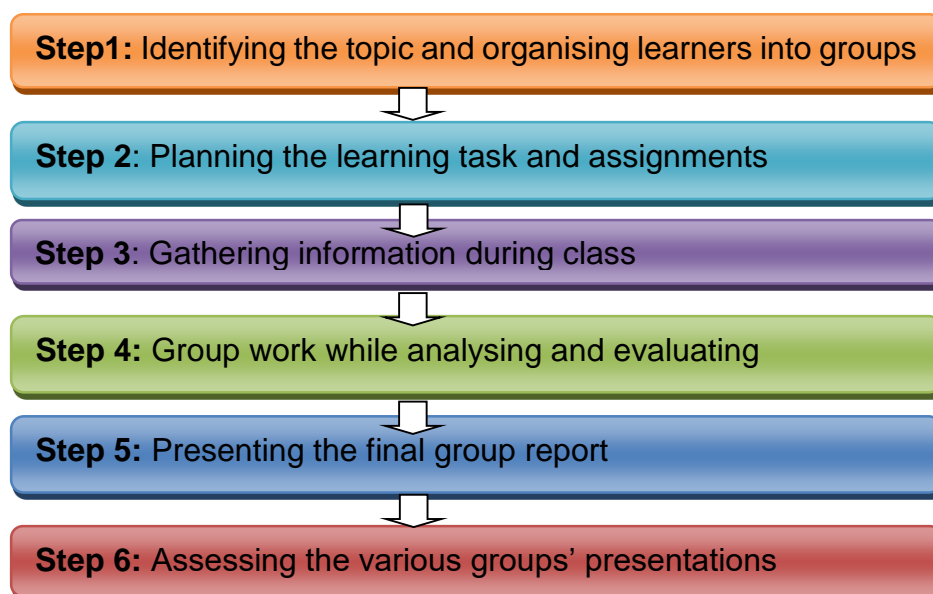 Step1: Identifying the topic and organising learners into groups
Step 2: Planning the learning task and assignments
Step 3: Gathering information during class
Step 4: Group work while analysing and evaluating
Step 5: Presenting the final group report
Step 6: Assessing the various groups’ presentations